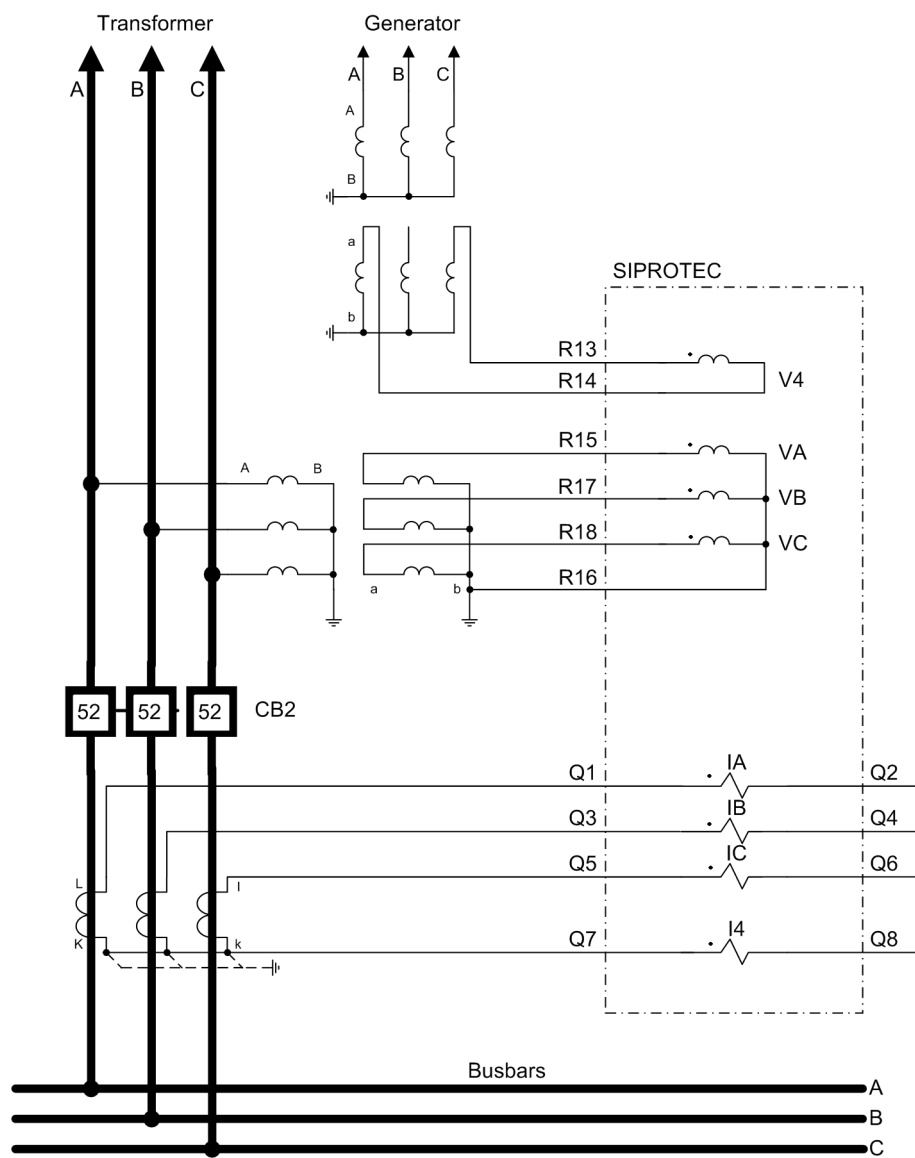 Transformer Generator
A B C A B C
A
B
a
SIPROTEC
b
R13
R14 V4
R15 VA
A B
R17 VB
R18 VC
R16
a b
52 52 52 CB2
Q1 IA Q2
Q3 IB Q4
Q5 IC Q6
L l
K k
Q7 I4 Q8
Busbars
A
B
C